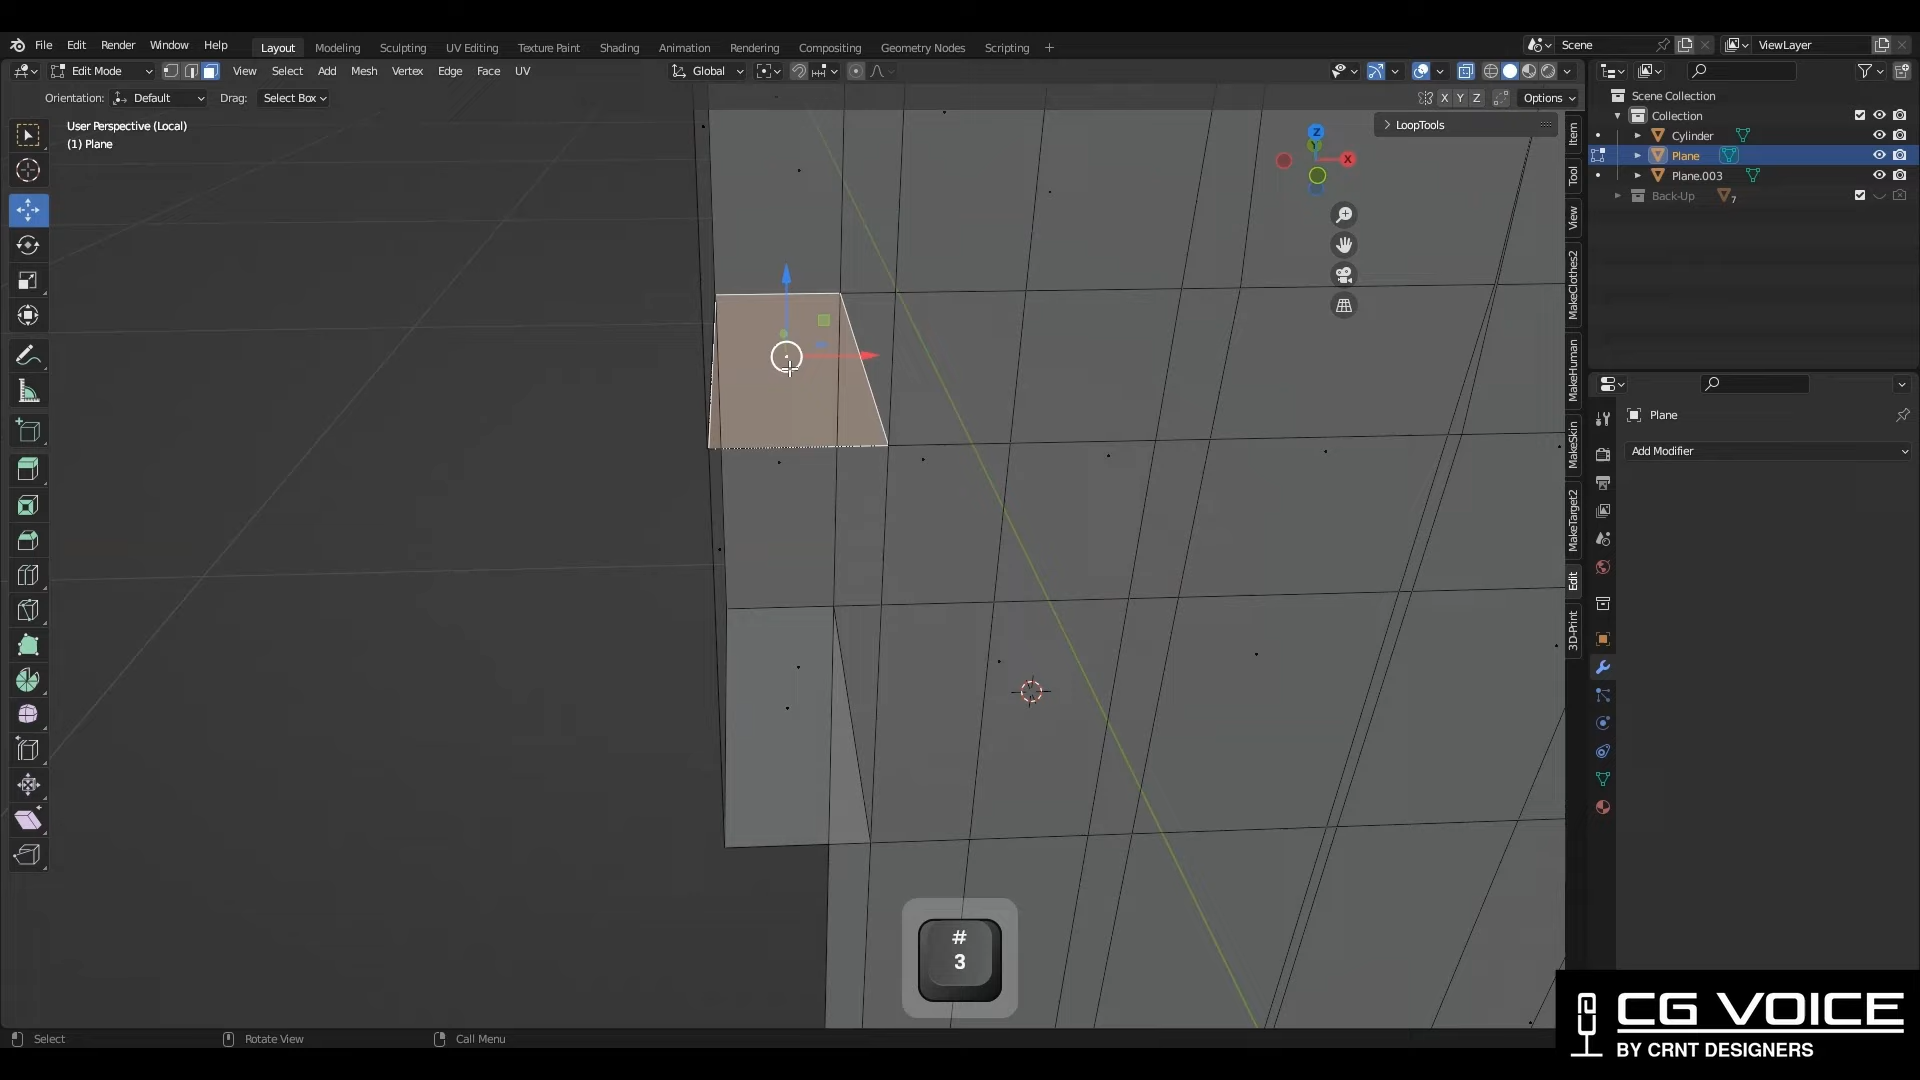 File Edit Render Window Help Layout Modeling Sculpting UV Editing Texture Paint Shading Animation Rendering Compositing Geometry Nodes Scripting + Scene ViewLayer
Edit Mode View Select Add Mesh Vertex Edge Face UV Global
Orientation: Default Drag: Select Box X Y Z Options
User Perspective (Local)
(1) Plane
LoopTools
Z
Y
X
Item
Tool
View
MakeClothes2
MakeHuman
MakeSkin
MakeTarget2
Edit
3D-Print
Scene Collection
Collection
Cylinder
Plane
Plane.003
Back-Up 7
Plane
Add Modifier
#
3
Select Rotate View Call Menu
CG VOICE
BY CRNT DESIGNERS